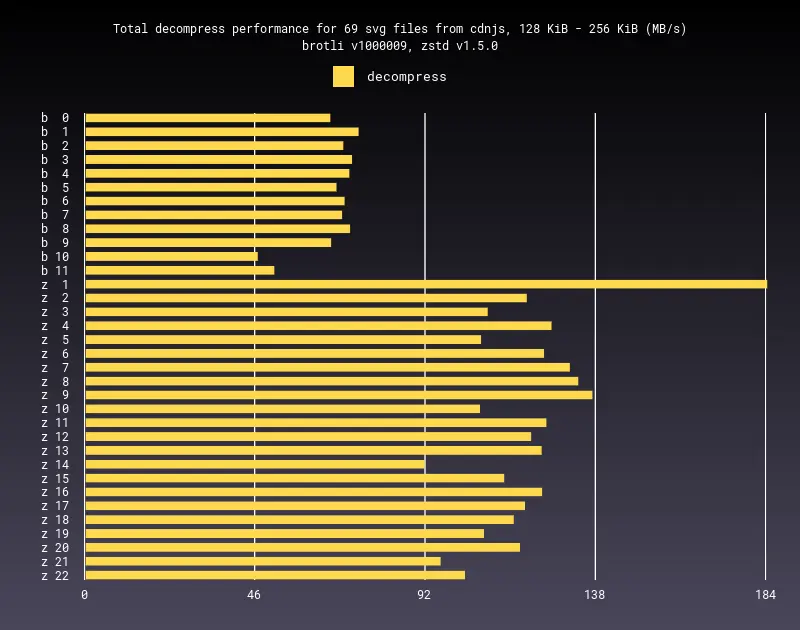 Total decompress performance for 69 svg files from cdnjs, 128 KiB - 256 KiB (MB/s)
brotli v1000009, zstd v1.5.0
decompress
b 0
b 1
b 2
b 3
b 4
b 5
b 6
b 7
b 8
b 9
b 10
b 11
z 1
z 2
z 3
z 4
z 5
z 6
z 7
z 8
z 9
z 10
z 11
z 12
z 13
z 14
z 15
z 16
z 17
z 18
z 19
z 20
z 21
z 22
0 46 92 138 184